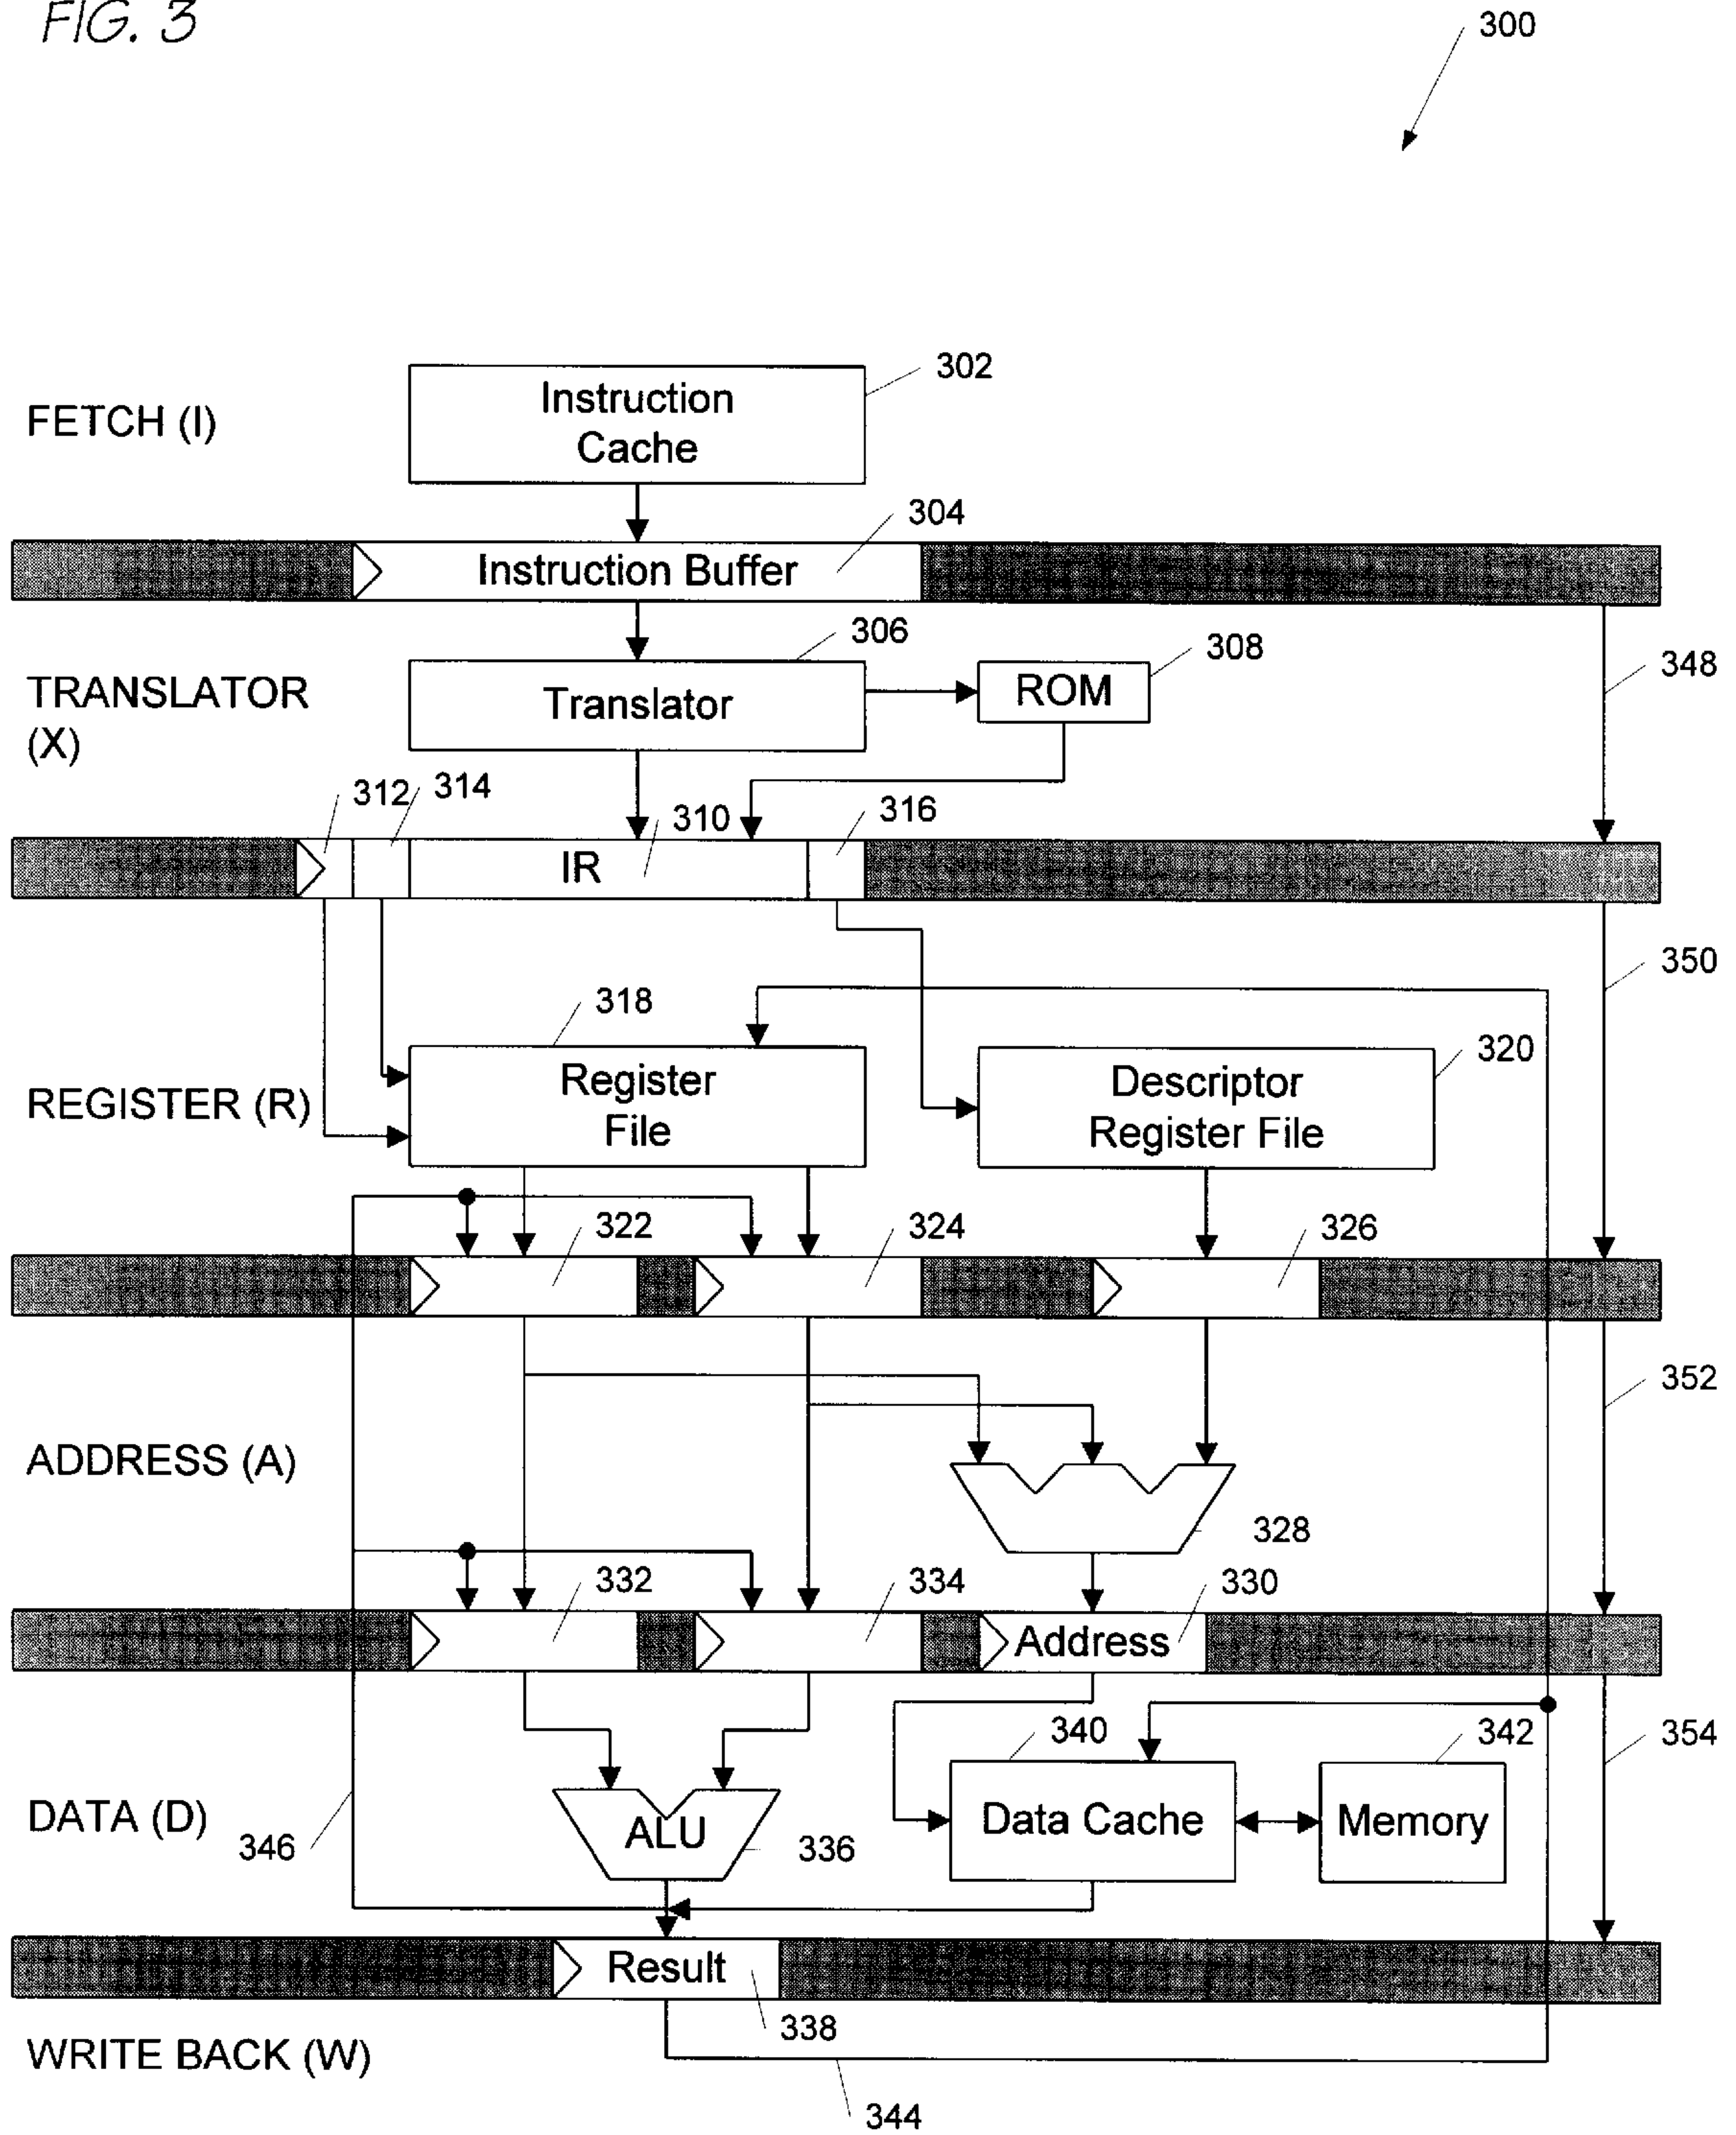 FIG. 3
300
302
Instruction
Cache
FETCH (I)
304
Instruction Buffer
306
308
348
TRANSLATOR
(X)
Translator
ROM
312
314
310
316
IR
350
318
320
REGISTER (R)
Register
File
Descriptor
Register File
322
324
326
352
ADDRESS (A)
328
332
334
330
Address
340
342
354
DATA (D)
346
ALU
336
Data Cache
Memory
Result
338
WRITE BACK (W)
344